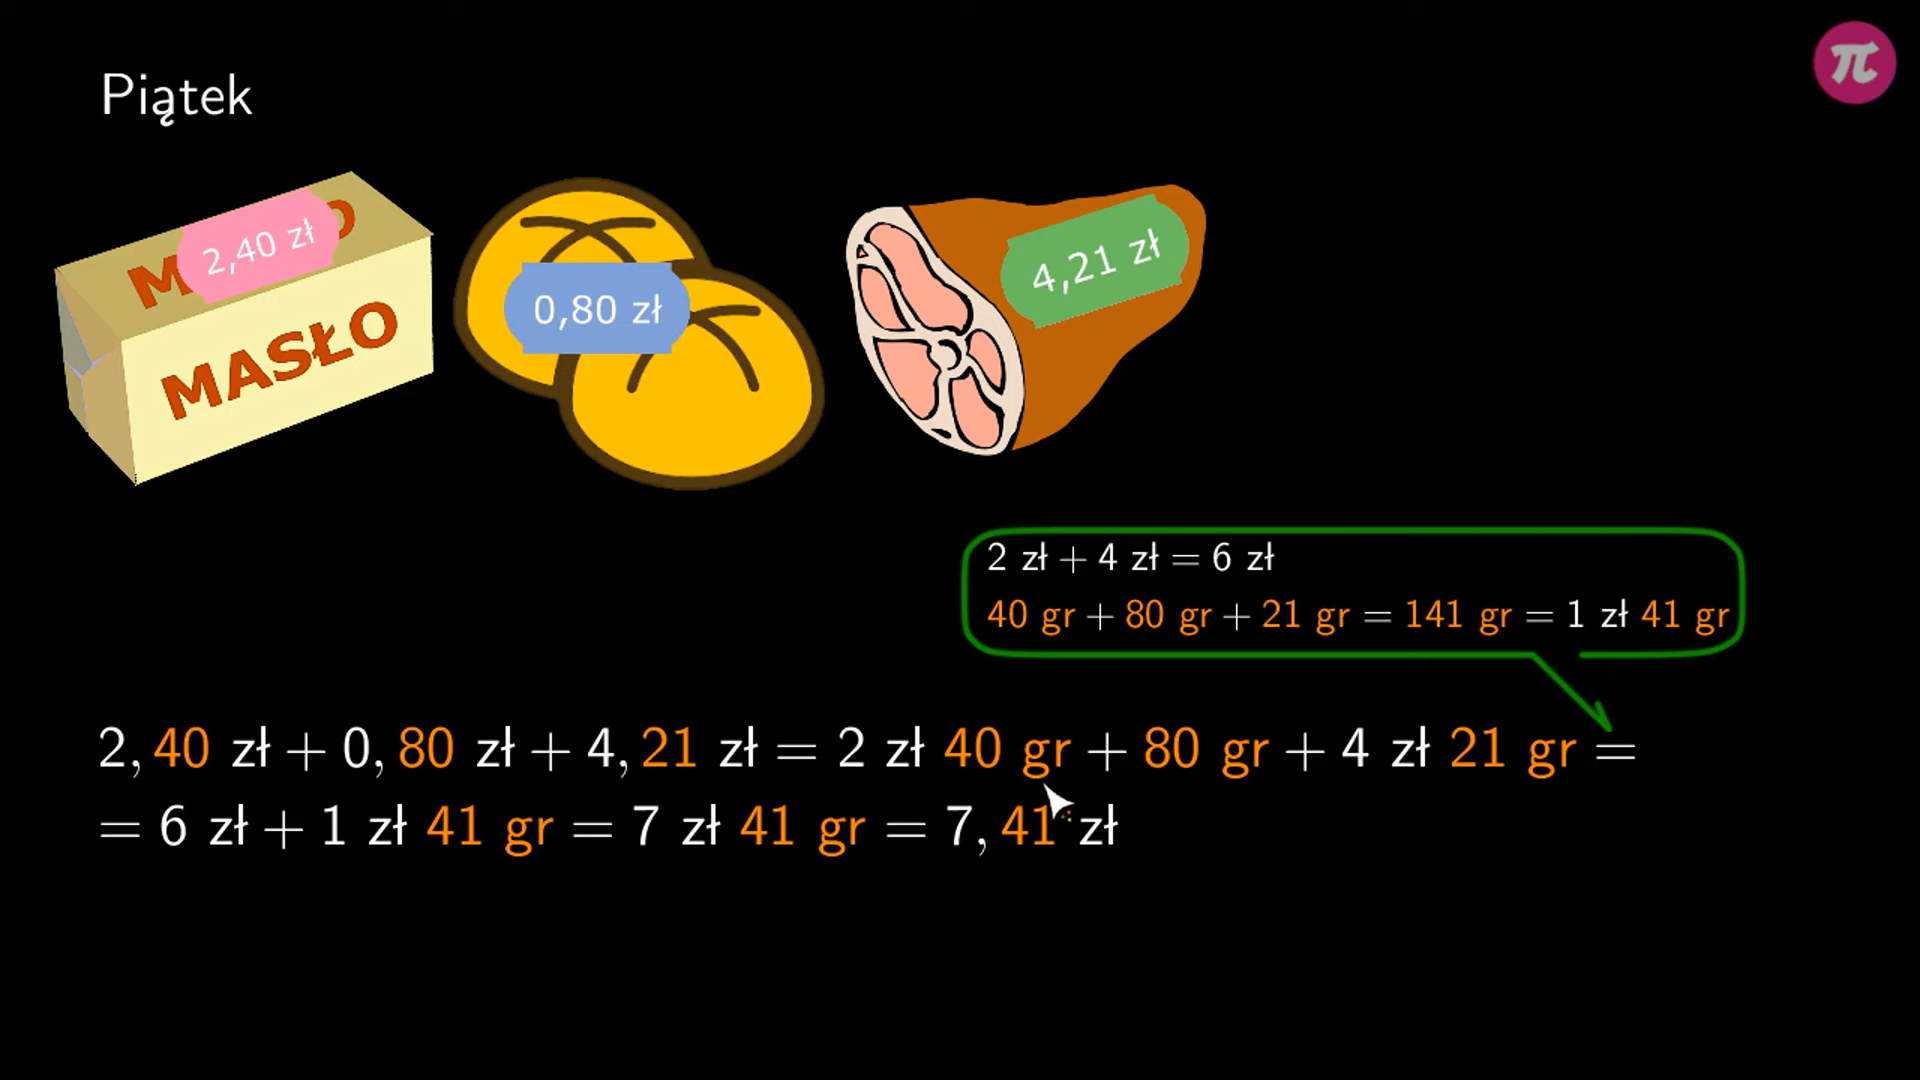 π
Piątek
2,40 zł
MASŁO
0,80 zł
4,21 zł
2 zł + 4 zł = 6 zł
40 gr + 80 gr + 21 gr = 141 gr = 1 zł 41 gr
2,40 zł + 0,80 zł + 4,21 zł = 2 zł 40 gr + 80 gr + 4 zł 21 gr =
= 6 zł + 1 zł 41 gr = 7 zł 41 gr = 7,41 zł